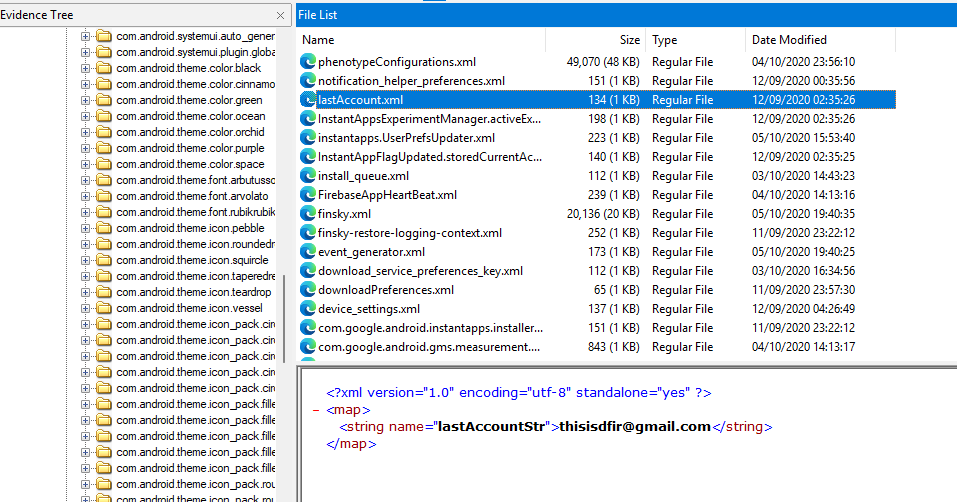 Evidence Tree
com.android.systemui.auto_gener
com.android.systemui.plugin.globa
com.android.theme.color.black
com.android.theme.color.cinnamo
com.android.theme.color.green
com.android.theme.color.ocean
com.android.theme.color.orchid
com.android.theme.color.purple
com.android.theme.color.space
com.android.theme.font.arbutusso
com.android.theme.font.arvolato
com.android.theme.font.rubikrubik
com.android.theme.icon.pebble
com.android.theme.icon.roundedr
com.android.theme.icon.squircle
com.android.theme.icon.taperedre
com.android.theme.icon.teardrop
com.android.theme.icon.vessel
com.android.theme.icon_pack.circ
com.android.theme.icon_pack.circ
com.android.theme.icon_pack.circ
com.android.theme.icon_pack.circ
com.android.theme.icon_pack.circ
com.android.theme.icon_pack.fille
com.android.theme.icon_pack.fille
com.android.theme.icon_pack.fille
com.android.theme.icon_pack.fille
com.android.theme.icon_pack.fille
com.android.theme.icon_pack.rou
com.android.theme.icon_pack.rou
File List
Name Size Type Date Modified
phenotypeConfigurations.xml 49,070 (48 KB) Regular File 04/10/2020 23:56:10
notification_helper_preferences.xml 151 (1 KB) Regular File 12/09/2020 00:35:56
lastAccount.xml 134 (1 KB) Regular File 12/09/2020 02:35:26
InstantAppsExperimentManager.activeEx... 198 (1 KB) Regular File 12/09/2020 02:35:26
instantapps.UserPrefsUpdater.xml 223 (1 KB) Regular File 05/10/2020 15:53:40
InstantAppFlagUpdated.storedCurrentAc... 140 (1 KB) Regular File 12/09/2020 02:35:25
install_queue.xml 112 (1 KB) Regular File 03/10/2020 14:43:23
FirebaseAppHeartBeat.xml 239 (1 KB) Regular File 04/10/2020 14:13:16
finsky.xml 20,136 (20 KB) Regular File 05/10/2020 19:40:35
finsky-restore-logging-context.xml 252 (1 KB) Regular File 11/09/2020 23:22:12
event_generator.xml 173 (1 KB) Regular File 05/10/2020 19:40:25
download_service_preferences_key.xml 112 (1 KB) Regular File 03/10/2020 16:34:56
downloadPreferences.xml 65 (1 KB) Regular File 11/09/2020 23:57:30
device_settings.xml 137 (1 KB) Regular File 12/09/2020 04:26:49
com.google.android.instantapps.installer... 151 (1 KB) Regular File 11/09/2020 23:22:12
com.google.android.gms.measurement.... 843 (1 KB) Regular File 04/10/2020 14:13:17
<?xml version="1.0" encoding="utf-8" standalone="yes" ?>
- <map>
<string name="lastAccountStr">thisisdfir@gmail.com</string>
</map>